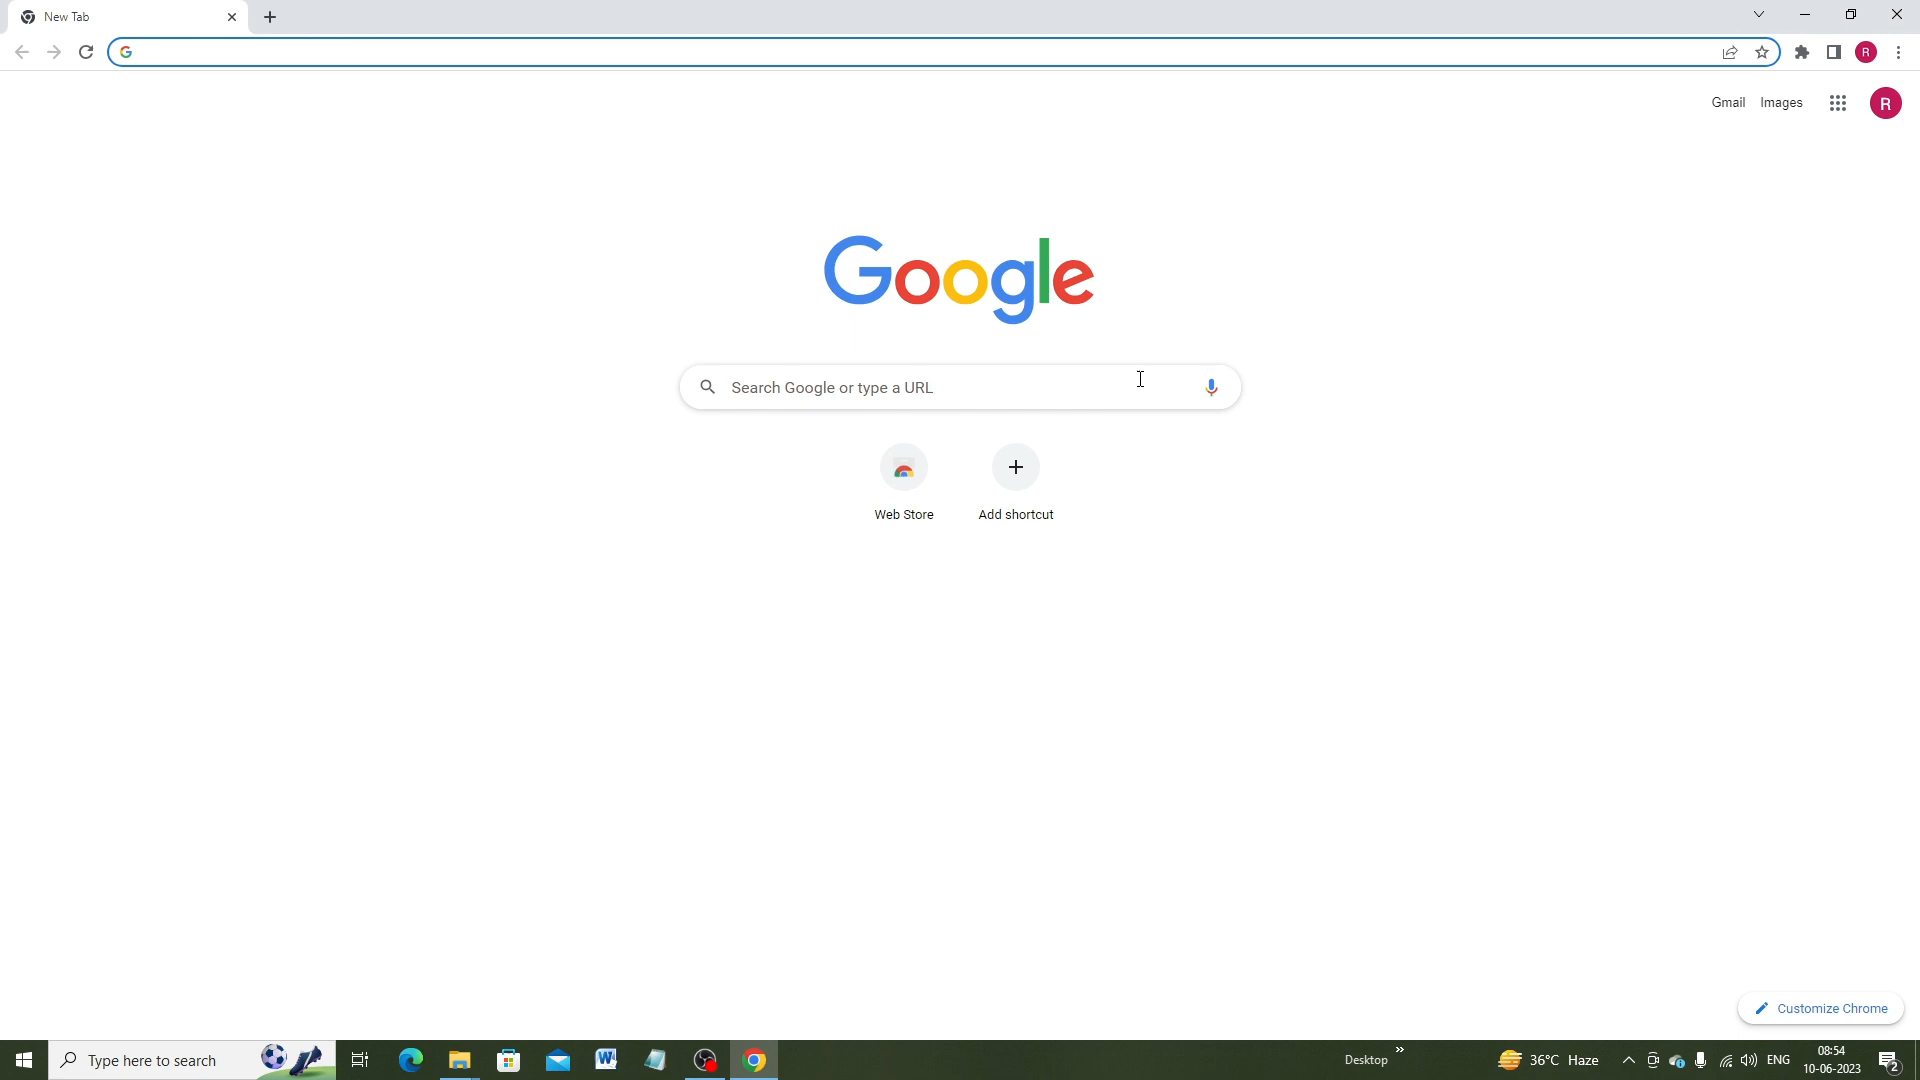 New Tab
R
Gmail Images R
Google
Search Google or type a URL
Web Store Add shortcut
Customize Chrome
Type here to search
Desktop
36°C Haze
ENG
08:54
10-06-2023
2